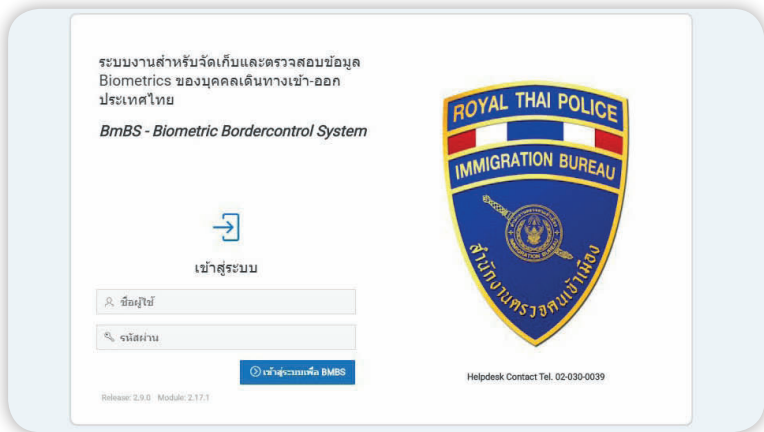 ระบบงานสำหรับจัดเก็บและตรวจสอบข้อมูล
Biometrics ของบุคคลเดินทางเข้า-ออก
ประเทศไทย
BmBS - Biometric Bordercontrol System
เข้าสู่ระบบ
ชื่อผู้ใช้
รหัสผ่าน
เข้าสู่ระบบเพื่อ BMBS
Release: 2.9.0 Module: 2.17.1
ROYAL THAI POLICE
IMMIGRATION BUREAU
สำนักงานตรวจคนเข้าเมือง
Helpdesk Contact Tel. 02-030-0039